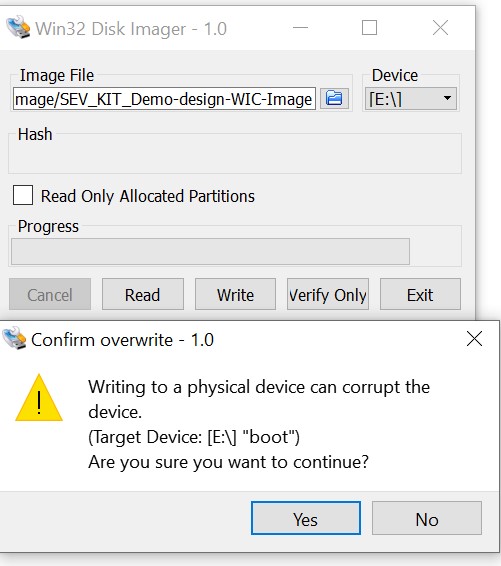 Win32 Disk Imager - 1.0
Image File
Device
mage/SEV_KIT_Demo-design-WIC-Image
[E:\]
Hash
Read Only Allocated Partitions
Progress
Cancel
Read
Write
Verify Only
Exit
Confirm overwrite - 1.0
Writing to a physical device can corrupt the
device.
(Target Device: [E:\] "boot")
Are you sure you want to continue?
Yes
No